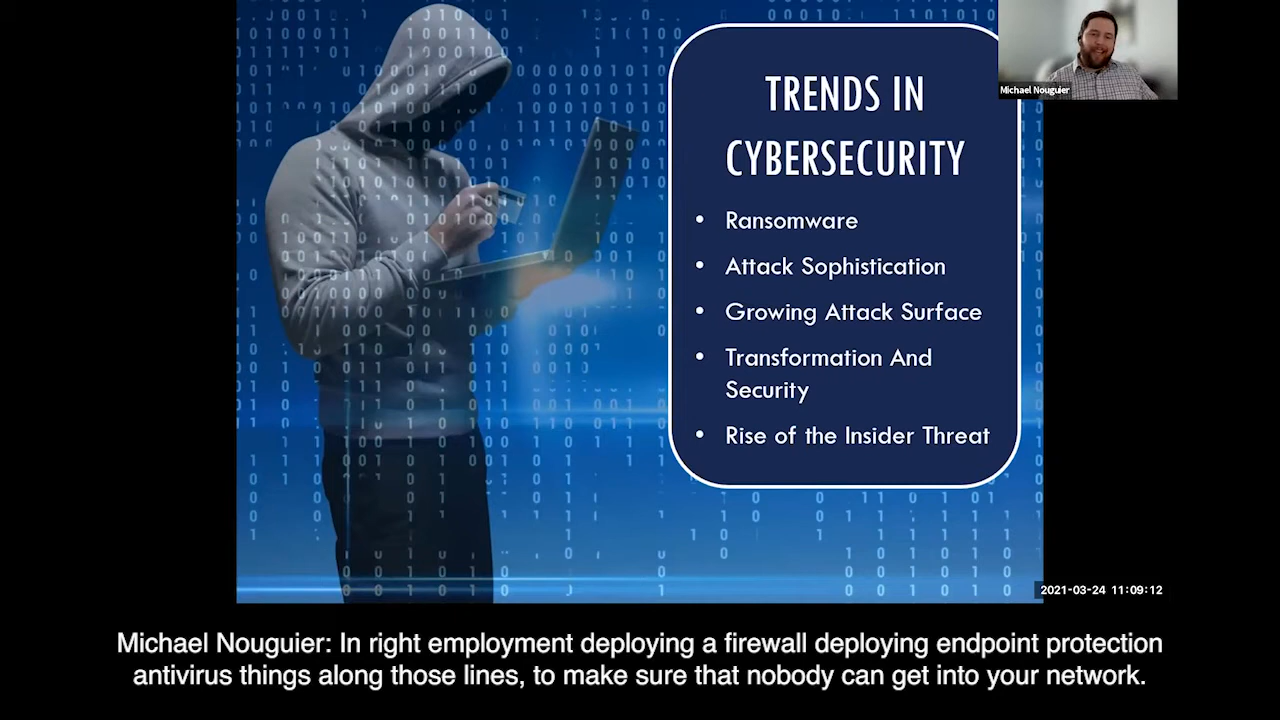 TRENDS IN
CYBERSECURITY
• Ransomware
• Attack Sophistication
• Growing Attack Surface
• Transformation And
Security
• Rise of the Insider Threat
Michael Nouguier
2021-03-24 11:09:12
Michael Nouguier: In right employment deploying a firewall deploying endpoint protection
antivirus things along those lines, to make sure that nobody can get into your network.